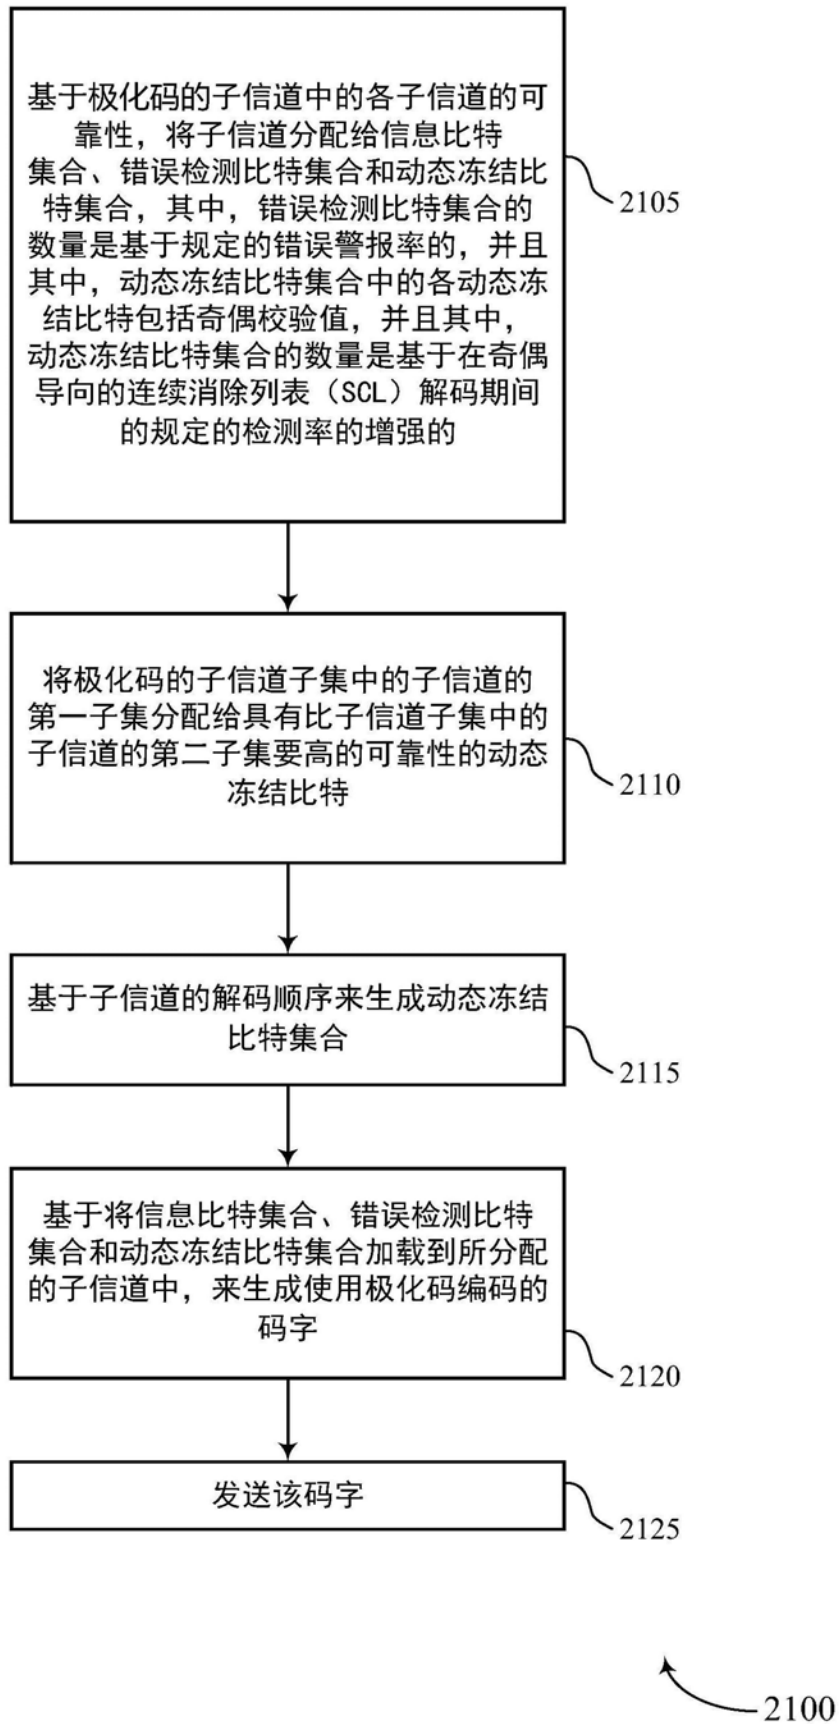 基于极化码的子信道中的各子信道的可
靠性，将子信道分配给信息比特
集合、错误检测比特集合和动态冻结比
特集合，其中，错误检测比特集合的
数量是基于规定的错误警报率的，并且
其中，动态冻结比特集合中的各动态冻
结比特包括奇偶校验值，并且其中，
动态冻结比特集合的数量是基于在奇偶
导向的连续消除列表（SCL）解码期间
的规定的检测率的增强的
2105
将极化码的子信道子集中的子信道的
第一子集分配给具有比子信道子集中的
子信道的第二子集要高的可靠性的动态
冻结比特
2110
基于子信道的解码顺序来生成动态冻结
比特集合
2115
基于将信息比特集合、错误检测比特
集合和动态冻结比特集合加载到所分配
的子信道中，来生成使用极化码编码的
码字
2120
发送该码字
2125
2100